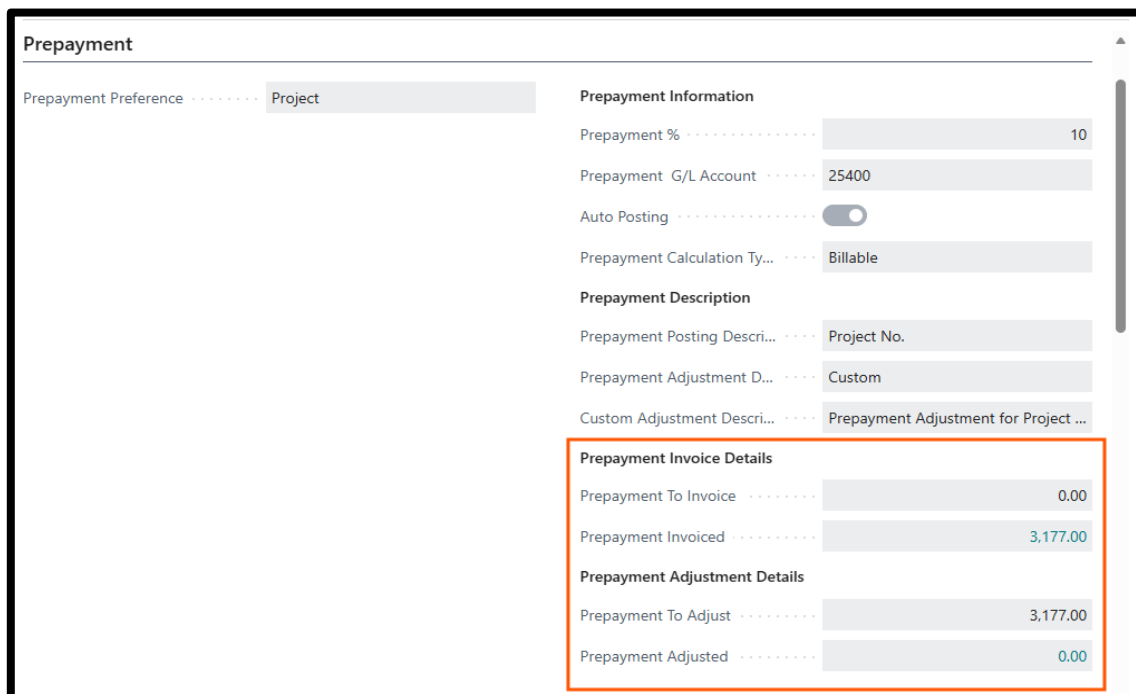 Prepayment
Prepayment Preference
Project
Prepayment Information
Prepayment %
10
Prepayment G/L Account
25400
Auto Posting
Prepayment Calculation Ty...
Billable
Prepayment Description
Prepayment Posting Descri...
Project No.
Prepayment Adjustment D...
Custom
Custom Adjustment Descri...
Prepayment Adjustment for Project ...
Prepayment Invoice Details
Prepayment To Invoice
0.00
Prepayment Invoiced
3,177.00
Prepayment Adjustment Details
Prepayment To Adjust
3,177.00
Prepayment Adjusted
0.00